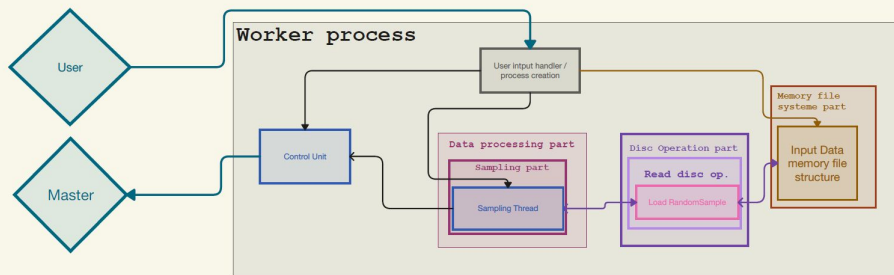 Worker process
User
User intput handler /
process creation
Memory file
systeme part
Data processing part
Disc Operation part
Input Data
memory file
structure
Control Unit
Sampling part
Read disc op.
Master
Sampling Thread
Load RandomSample